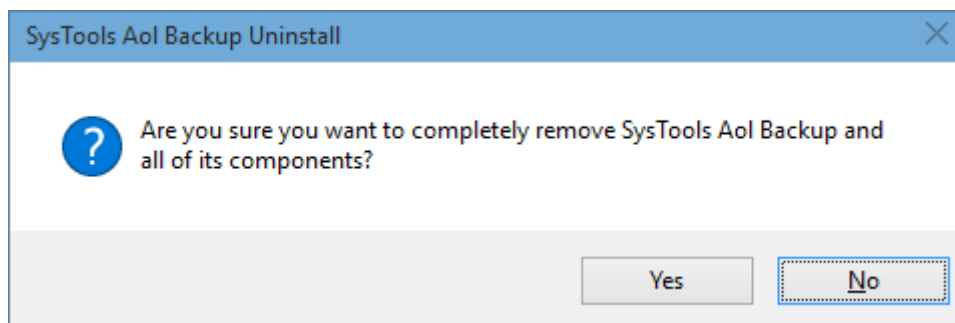 SysTools Aol Backup Uninstall
?
Are you sure you want to completely remove SysTools Aol Backup and
all of its components?
Yes
No